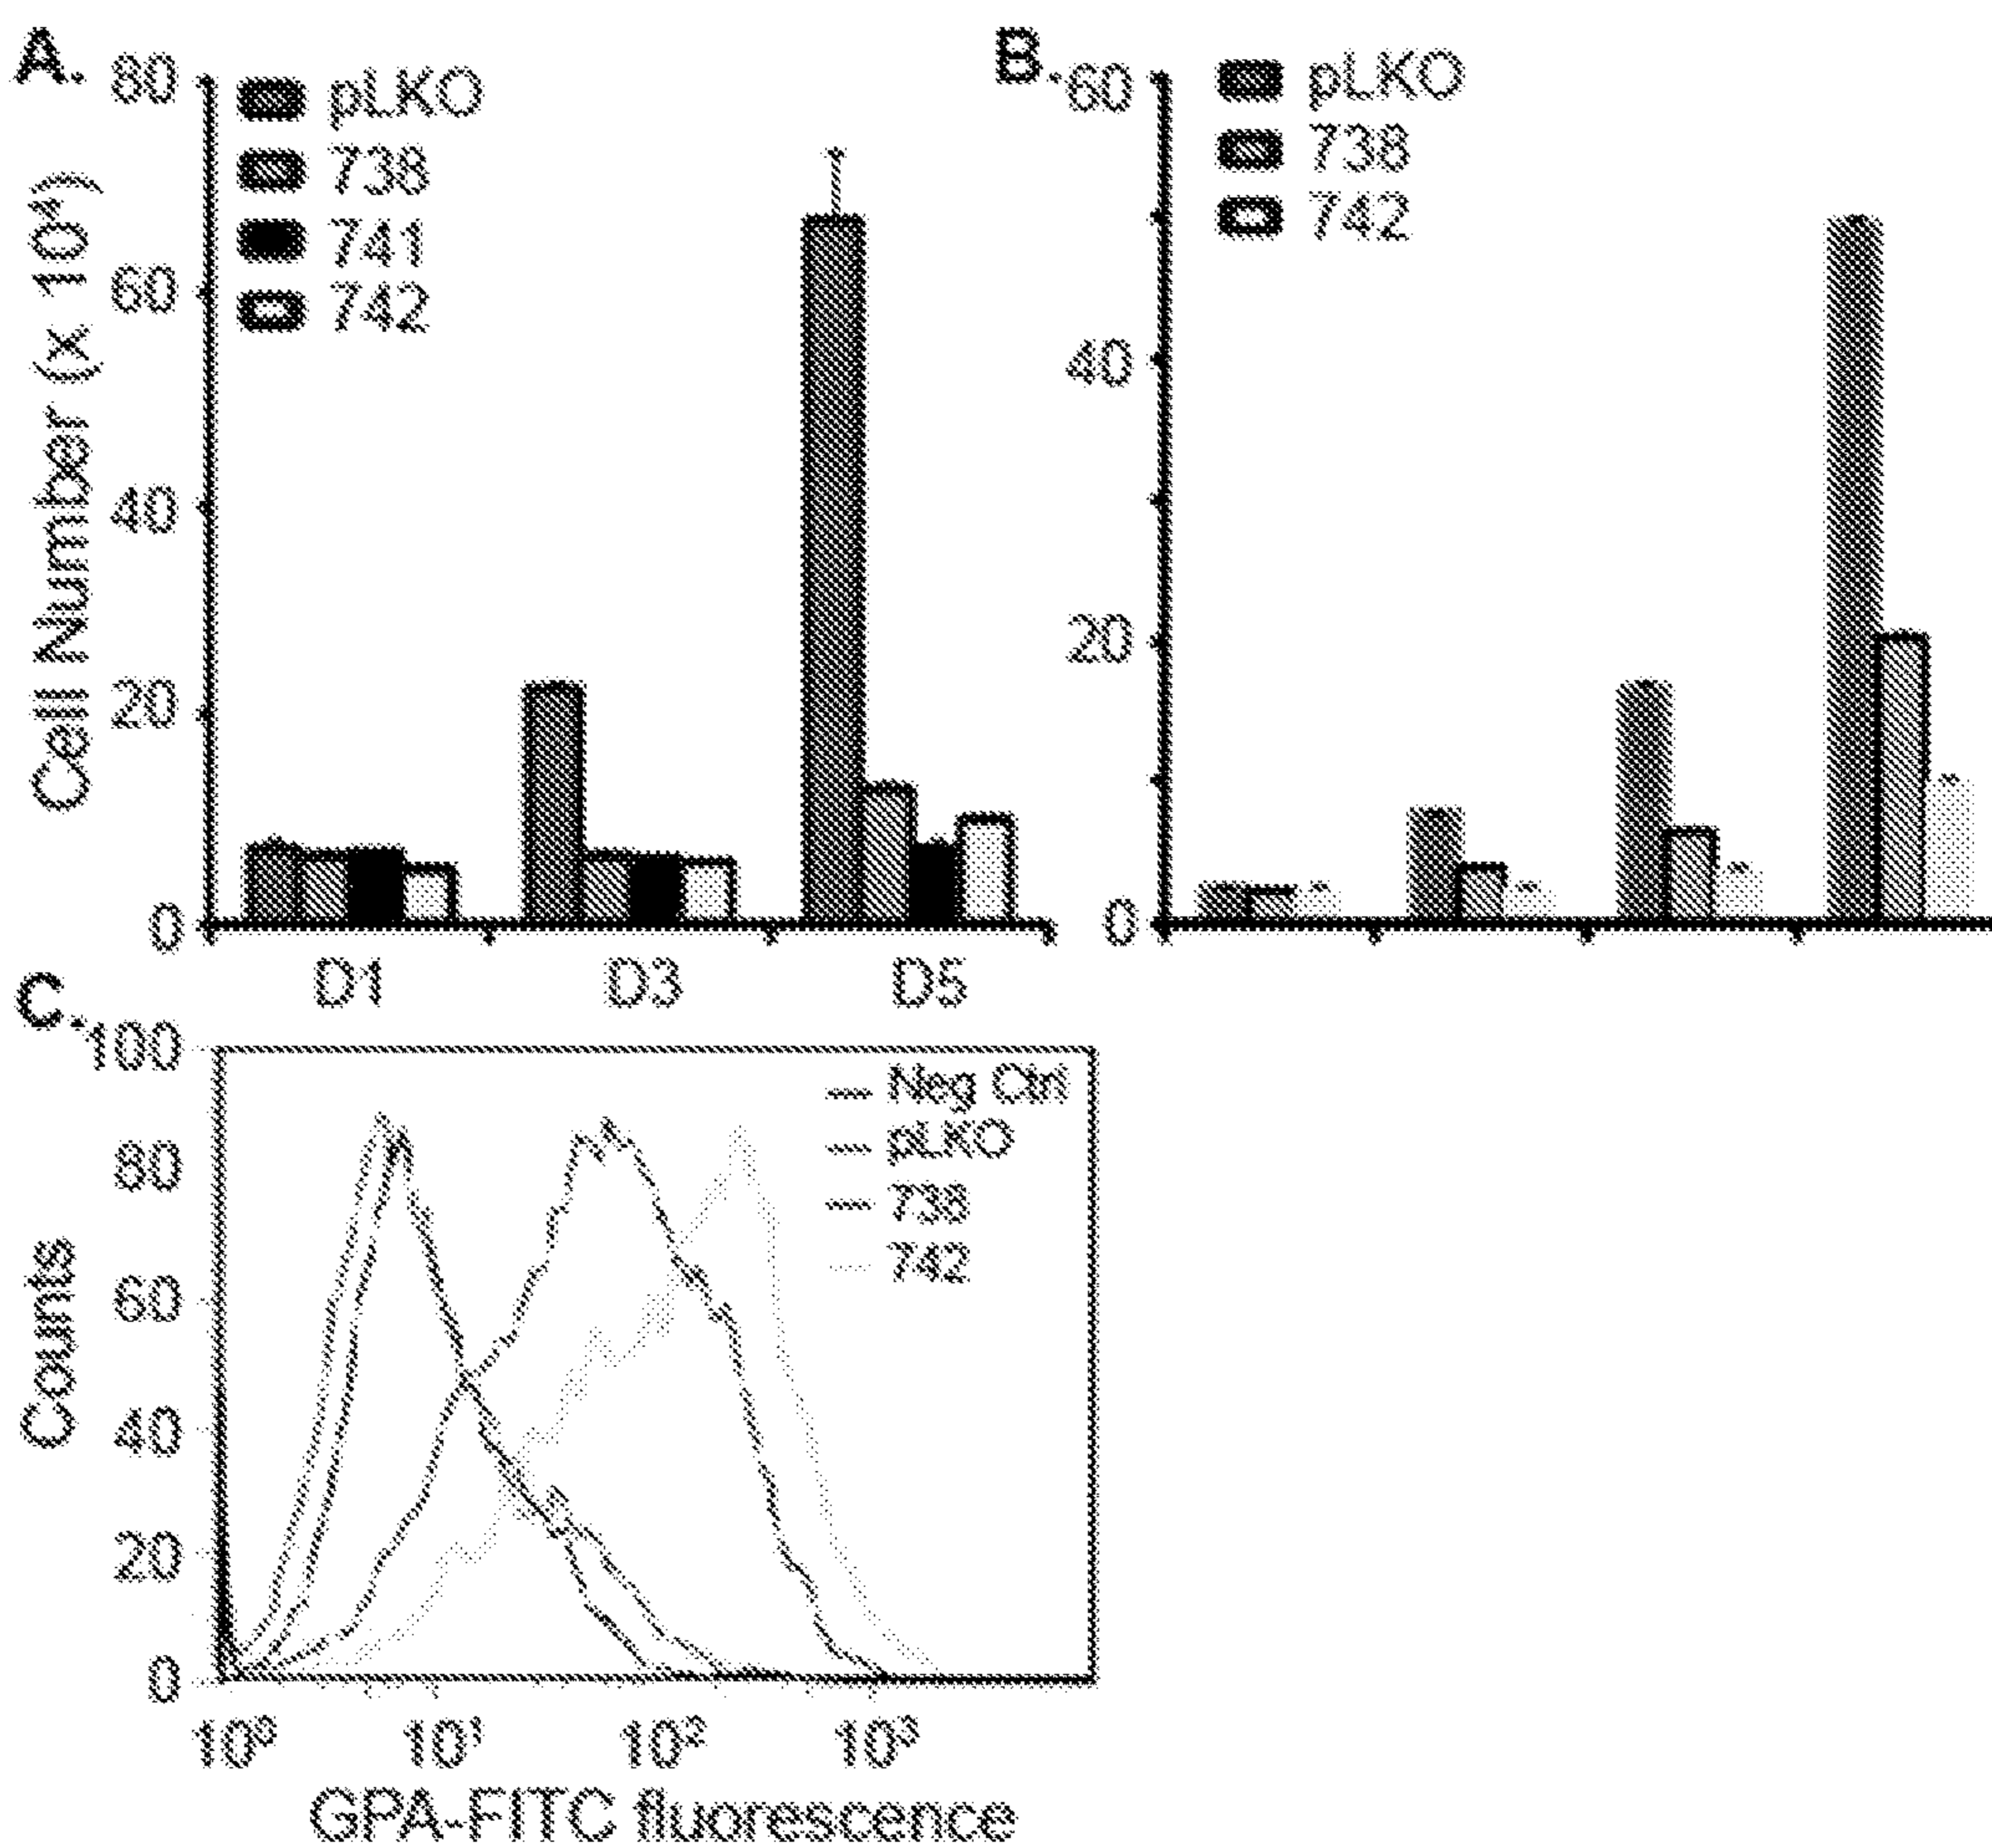 A.
Cell Number (x 10⁴)
80
60
40
20
0
pLKO
738
741
742
D1 D3 D5
B.
60
40
20
0
pLKO
738
742
C.
Counts
100
80
60
40
20
0
Neg Ctrl
pLKO
738
742
10⁰ 10¹ 10² 10³
GPA-FITC fluorescence